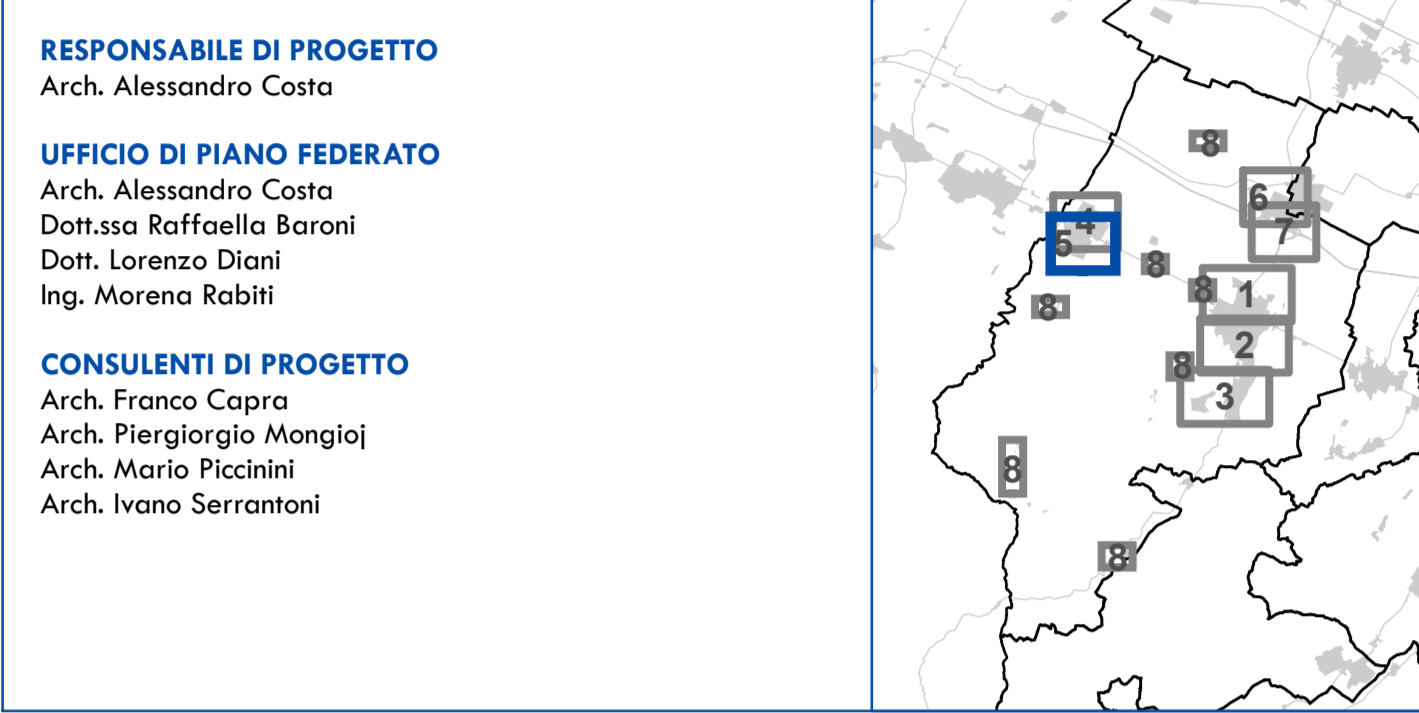 RESPONSABILE DI PROGETTO
Arch. Alessandro Costa
UFFICIO DI PIANO FEDERATO
Arch. Alessandro Costa
Dott.ssa Raffaella Baroni
Dott. Lorenzo Diani
Ing. Morena Rabiti
CONSULENTI DI PROGETTO
Arch. Franco Capra
Arch. Piergiorgio Mongioj
Arch. Mario Piccinini
Arch. Ivano Serrantoni
8
6
4
7
5
8
8
1
8
2
8
3
8
8